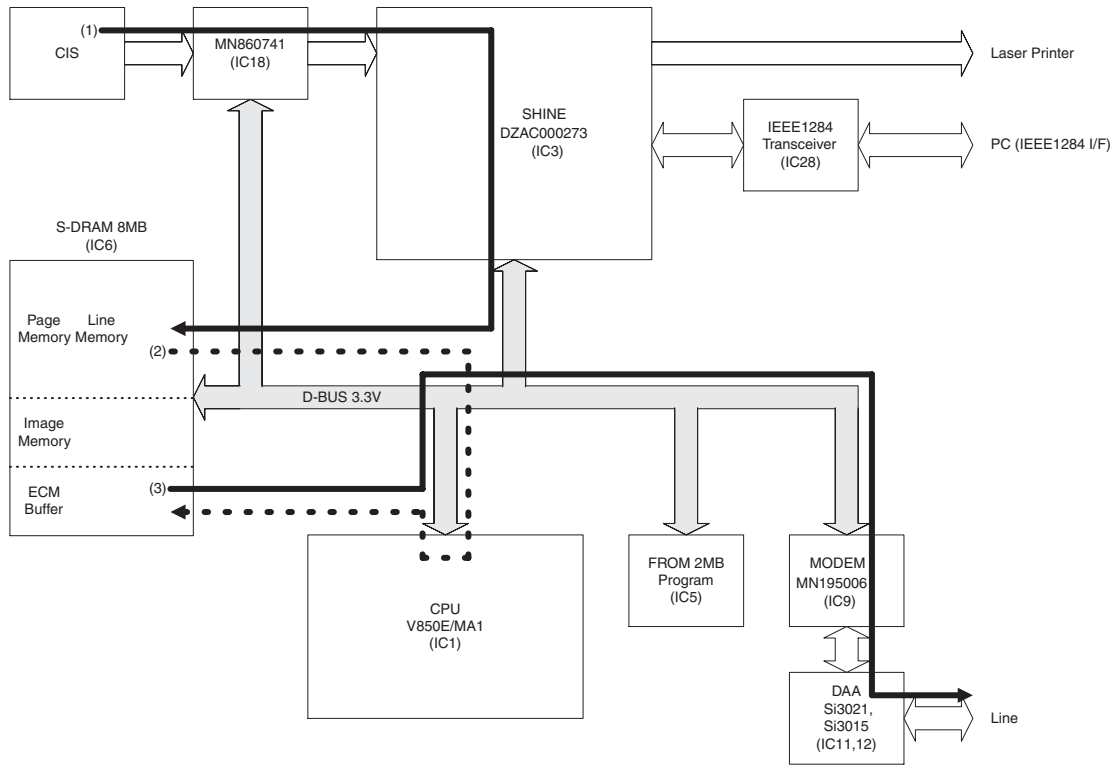 (1)
CIS
MN860741
(IC18)
SHINE
DZAC000273
(IC3)
Laser Printer
IEEE1284
Transceiver
(IC28)
PC (IEEE1284 I/F)
S-DRAM 8MB
(IC6)
Page Line
Memory Memory
(2)
D-BUS 3.3V
Image
Memory
(3)
ECM
Buffer
CPU
V850E/MA1
(IC1)
FROM 2MB
Program
(IC5)
MODEM
MN195006
(IC9)
DAA
Si3021,
Si3015
(IC11,12)
Line